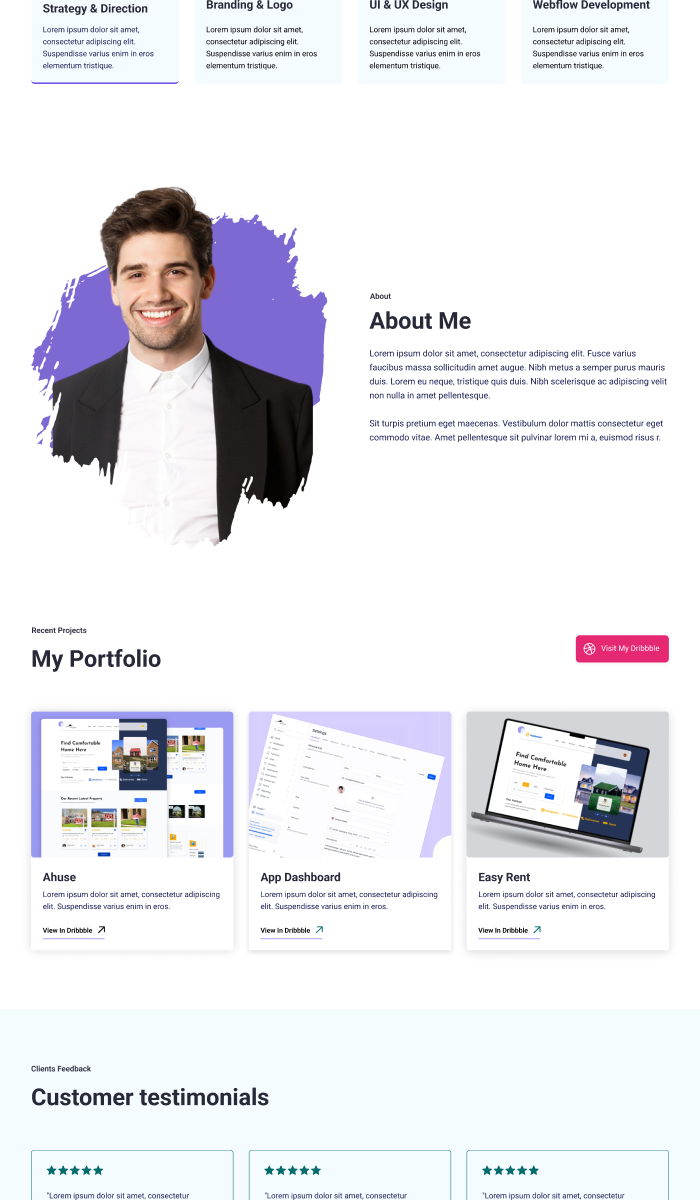 Strategy & Direction
Lorem ipsum dolor sit amet,
consectetur adipiscing elit.
Suspendisse varius enim in eros
elementum tristique.
Branding & Logo
Lorem ipsum dolor sit amet,
consectetur adipiscing elit.
Suspendisse varius enim in eros
elementum tristique.
UI & UX Design
Lorem ipsum dolor sit amet,
consectetur adipiscing elit.
Suspendisse varius enim in eros
elementum tristique.
Webflow Development
Lorem ipsum dolor sit amet,
consectetur adipiscing elit.
Suspendisse varius enim in eros
elementum tristique.
About
About Me
Lorem ipsum dolor sit amet, consectetur adipiscing elit. Fusce varius
faucibus massa sollicitudin amet augue. Nibh metus a semper purus mauris
duis. Lorem eu neque, tristique quis duis. Nibh scelerisque ac adipiscing velit
non nulla in amet pellentesque.
Sit turpis pretium eget maecenas. Vestibulum dolor mattis consectetur eget
commodo vitae. Amet pellentesque sit pulvinar lorem mi a, euismod risus r.
Recent Projects
My Portfolio
Visit My Dribbble
Find Comfortable
Home Here
Our Recent Latest Property
Settings
Find Comfortable
Home Here
Ahuse
Lorem ipsum dolor sit amet, consectetur adipiscing
elit. Suspendisse varius enim in eros.
View In Dribbble
App Dashboard
Lorem ipsum dolor sit amet, consectetur adipiscing
elit. Suspendisse varius enim in eros.
View In Dribbble
Easy Rent
Lorem ipsum dolor sit amet, consectetur adipiscing
elit. Suspendisse varius enim in eros.
View In Dribbble
Clients Feedback
Customer testimonials
"Lorem ipsum dolor sit amet, consectetur
"Lorem ipsum dolor sit amet, consectetur
"Lorem ipsum dolor sit amet, consectetur